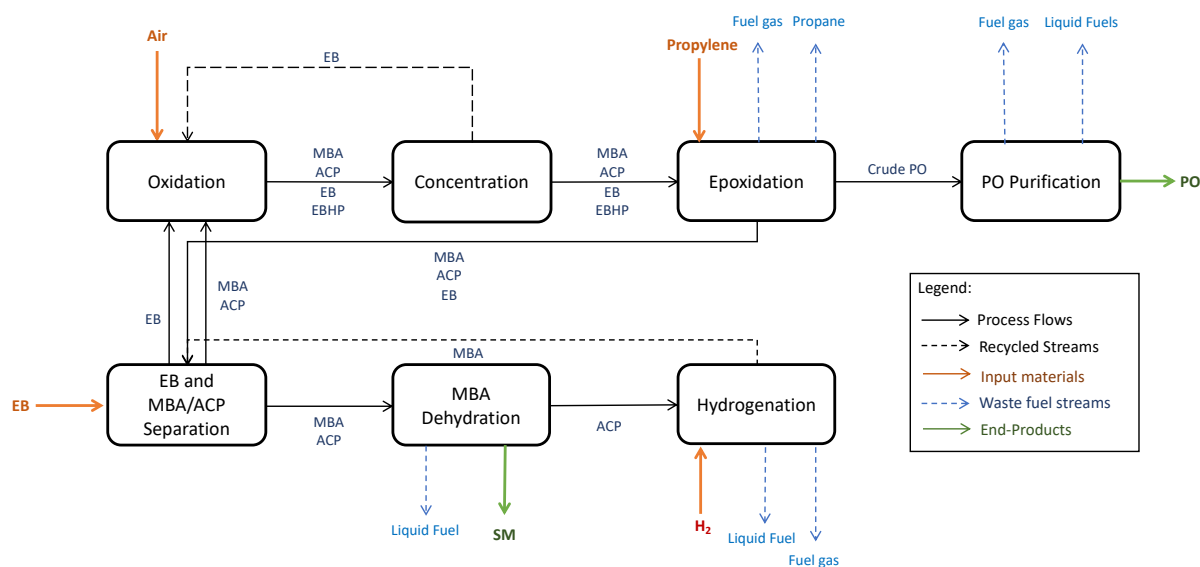 Fuel gas
Propane
Fuel gas
Liquid Fuels
Air
Propylene
EB
Oxidation
MBA
ACP
EB
EBHP
Concentration
MBA
ACP
EB
EBHP
Epoxidation
Crude PO
PO Purification
PO
MBA
ACP
EB
MBA
ACP
EB
Legend:
Process Flows
Recycled Streams
Input materials
Waste fuel streams
End-Products
MBA
EB
EB and
MBA/ACP
Separation
MBA
ACP
MBA
Dehydration
ACP
Hydrogenation
Liquid Fuel
SM
H₂
Liquid Fuel
Fuel gas